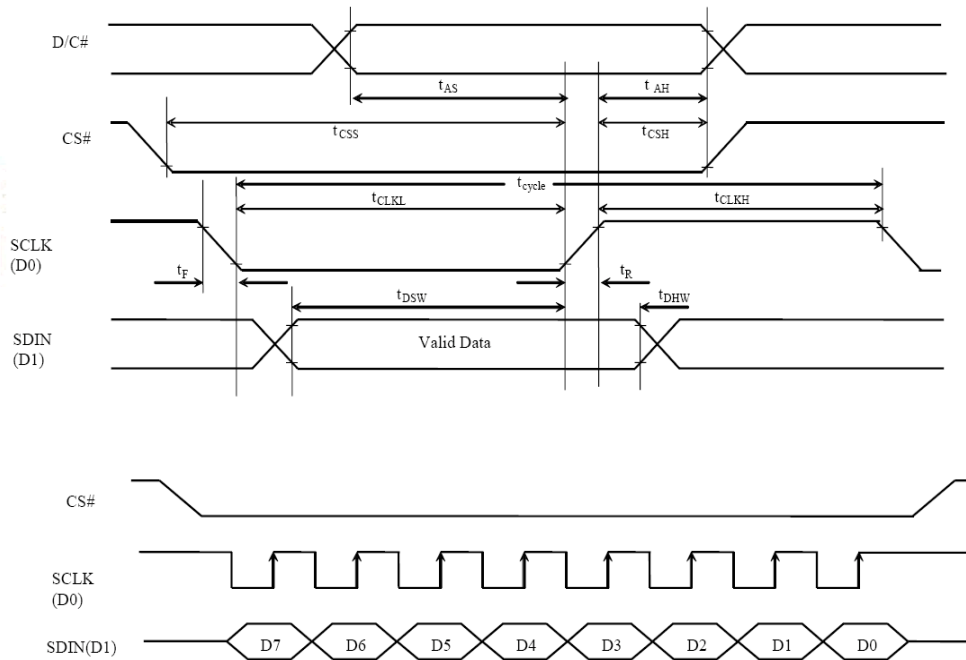 D/C#
tAS
t AH
tCSS
tCSH
CS#
tcycle
tCLKL
tCLKH
SCLK
(D0)
tF
tR
tDSW
tDHW
SDIN
(D1)
Valid Data
CS#
SCLK
(D0)
SDIN(D1)
D7 D6 D5 D4 D3 D2 D1 D0